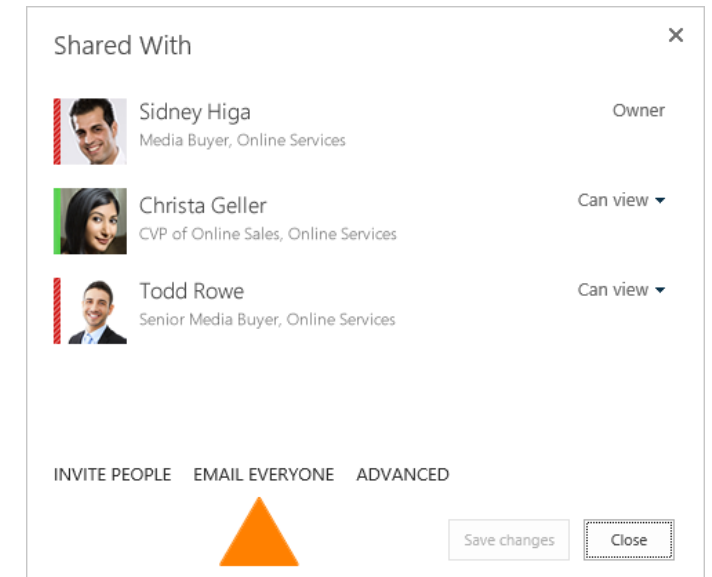 Shared With
Sidney Higa
Owner
Media Buyer, Online Services
Christa Geller
Can view
CVP of Online Sales, Online Services
Todd Rowe
Can view
Senior Media Buyer, Online Services
INVITE PEOPLE EMAIL EVERYONE ADVANCED
Save changes Close